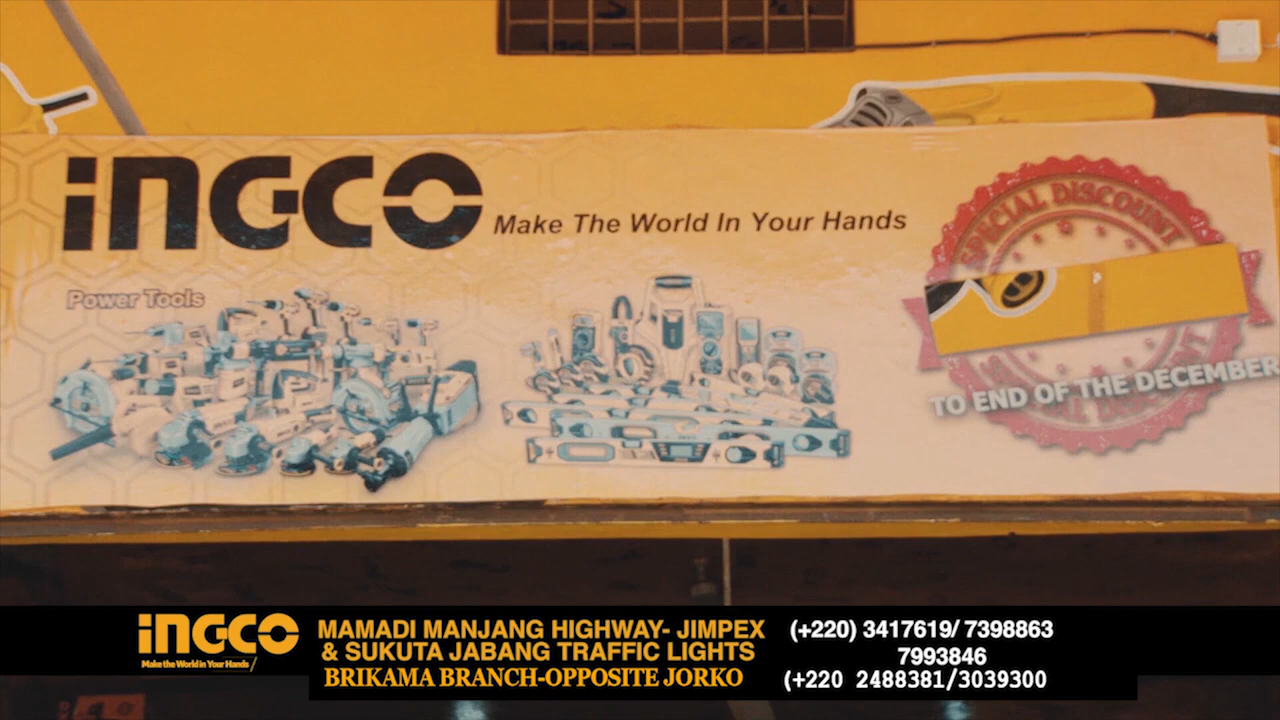 INGCO
Make The World In Your Hands
SPECIAL DISCOUNT
Power Tools
TO END OF THE DECEMBER
INGCO
Make the World in Your Hands
MAMADI MANJANG HIGHWAY- JIMPEX
& SUKUTA JABANG TRAFFIC LIGHTS
BRIKAMA BRANCH-OPPOSITE JORKO
(+220) 3417619/ 7398863
7993846
(+220 2488381/3039300